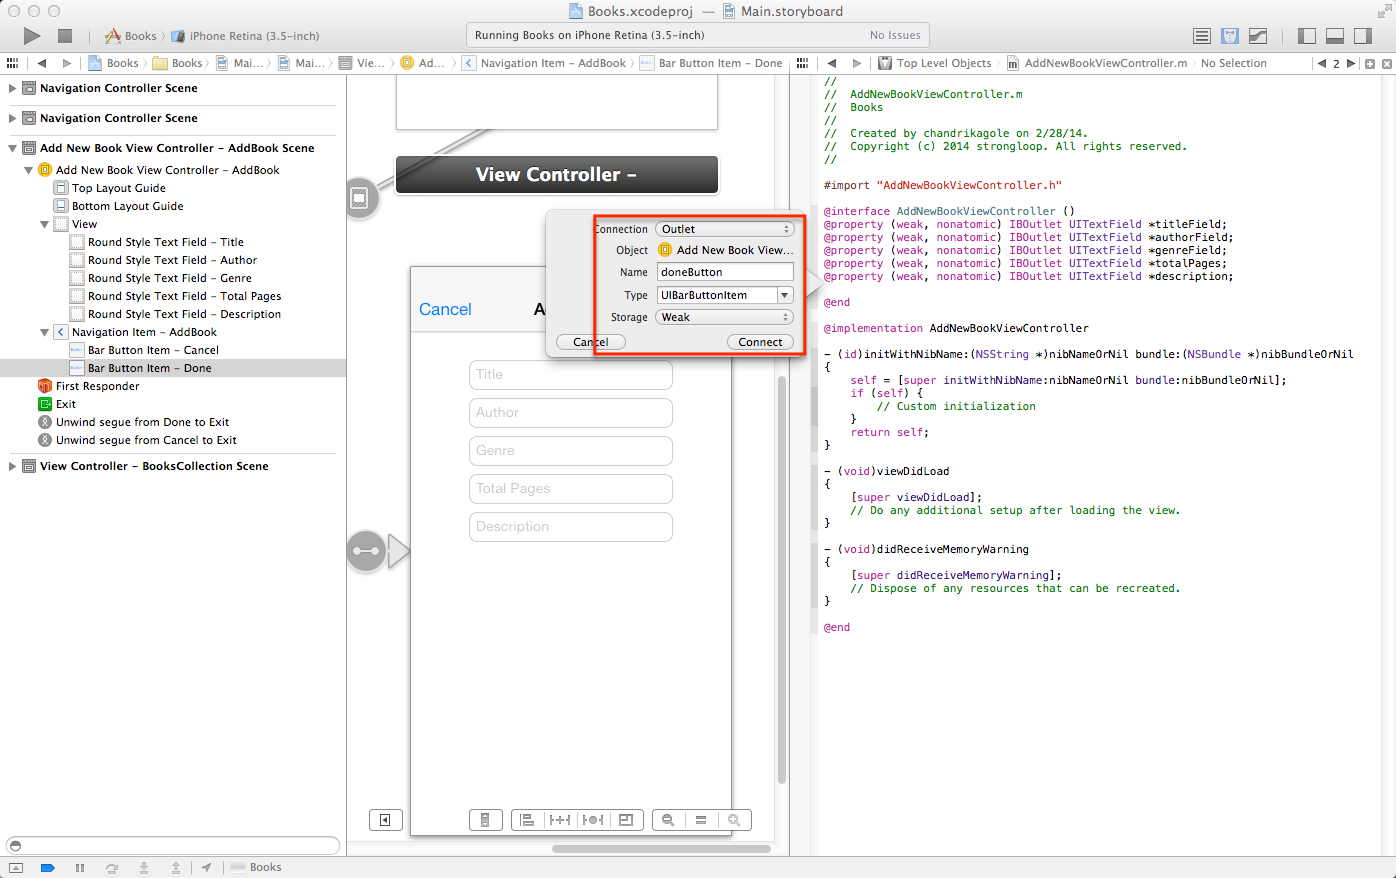 Books.xcodeproj — Main.storyboard
Books
iPhone Retina (3.5-inch)
Running Books on iPhone Retina (3.5-inch)
No Issues
Books
Books
Mai...
Mai...
Vie...
Ad...
Navigation Item – AddBook
Bar Button Item – Done
Top Level Objects
AddNewBookViewController.m
No Selection
2
Navigation Controller Scene
Navigation Controller Scene
Add New Book View Controller – AddBook Scene
Add New Book View Controller – AddBook
Top Layout Guide
Bottom Layout Guide
View
Round Style Text Field – Title
Round Style Text Field – Author
Round Style Text Field – Genre
Round Style Text Field – Total Pages
Round Style Text Field – Description
Navigation Item – AddBook
Bar Button Item – Cancel
Bar Button Item – Done
First Responder
Exit
Unwind segue from Done to Exit
Unwind segue from Cancel to Exit
View Controller – BooksCollection Scene
View Controller –
Cancel
A
Title
Author
Genre
Total Pages
Description
Connection Outlet
Object Add New Book View...
Name doneButton
Type UIBarButtonItem
Storage Weak
Cancel Connect
//
// AddNewBookViewController.m
// Books
//
// Created by chandrikagole on 2/28/14.
// Copyright (c) 2014 strongloop. All rights reserved.
//
#import "AddNewBookViewController.h"
@interface AddNewBookViewController ()
@property (weak, nonatomic) IBOutlet UITextField *titleField;
@property (weak, nonatomic) IBOutlet UITextField *authorField;
@property (weak, nonatomic) IBOutlet UITextField *genreField;
@property (weak, nonatomic) IBOutlet UITextField *totalPages;
@property (weak, nonatomic) IBOutlet UITextField *description;
@end
@implementation AddNewBookViewController
- (id)initWithNibName:(NSString *)nibNameOrNil bundle:(NSBundle *)nibBundleOrNil
{
self = [super initWithNibName:nibNameOrNil bundle:nibBundleOrNil];
if (self) {
// Custom initialization
}
return self;
}
- (void)viewDidLoad
{
[super viewDidLoad];
// Do any additional setup after loading the view.
}
- (void)didReceiveMemoryWarning
{
[super didReceiveMemoryWarning];
// Dispose of any resources that can be recreated.
}
@end
Books